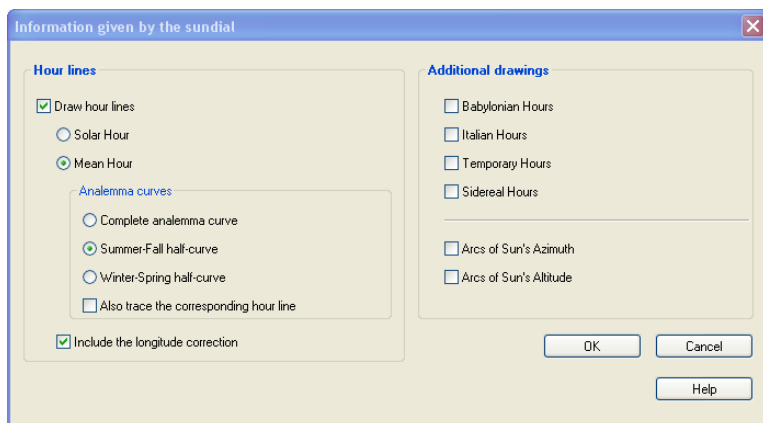 Information given by the sundial
Hour lines
Draw hour lines
Solar Hour
Mean Hour
Analemma curves
Complete analemma curve
Summer-Fall half-curve
Winter-Spring half-curve
Also trace the corresponding hour line
Include the longitude correction
Additional drawings
Babylonian Hours
Italian Hours
Temporary Hours
Sidereal Hours
Arcs of Sun's Azimuth
Arcs of Sun's Altitude
OK
Cancel
Help